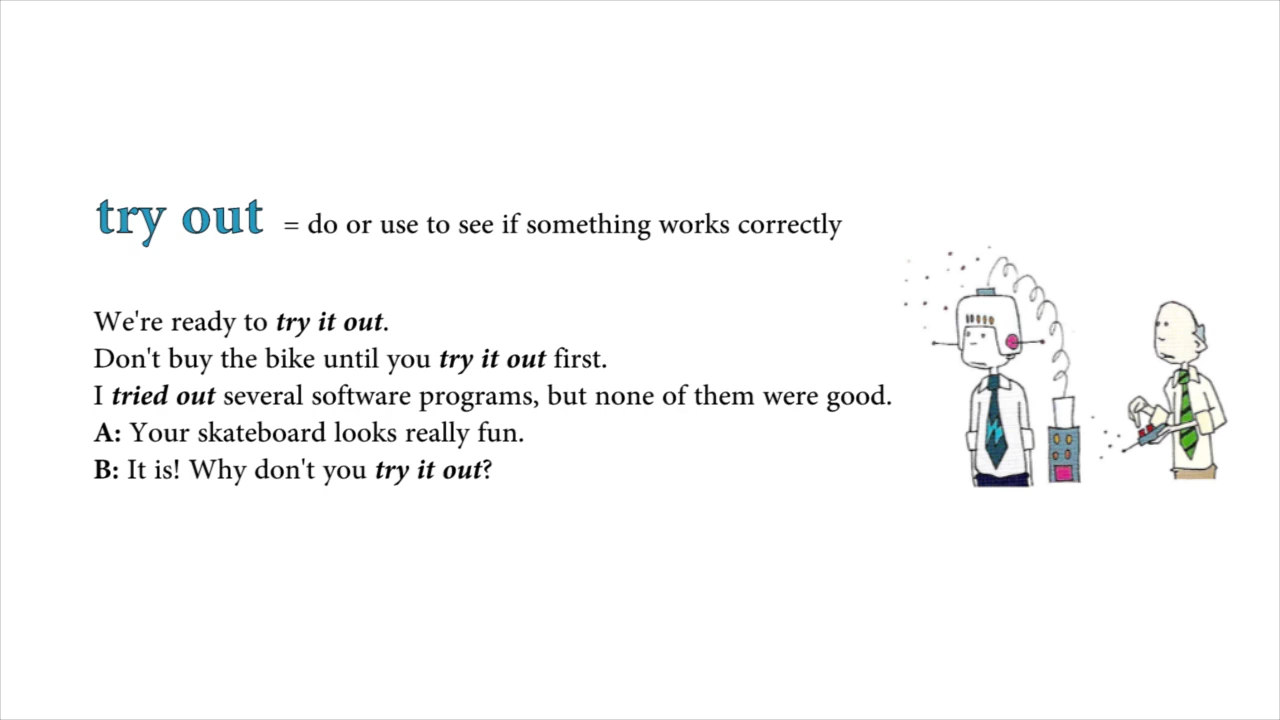 try out = do or use to see if something works correctly
We're ready to try it out.
Don't buy the bike until you try it out first.
I tried out several software programs, but none of them were good.
A: Your skateboard looks really fun.
B: It is! Why don't you try it out?